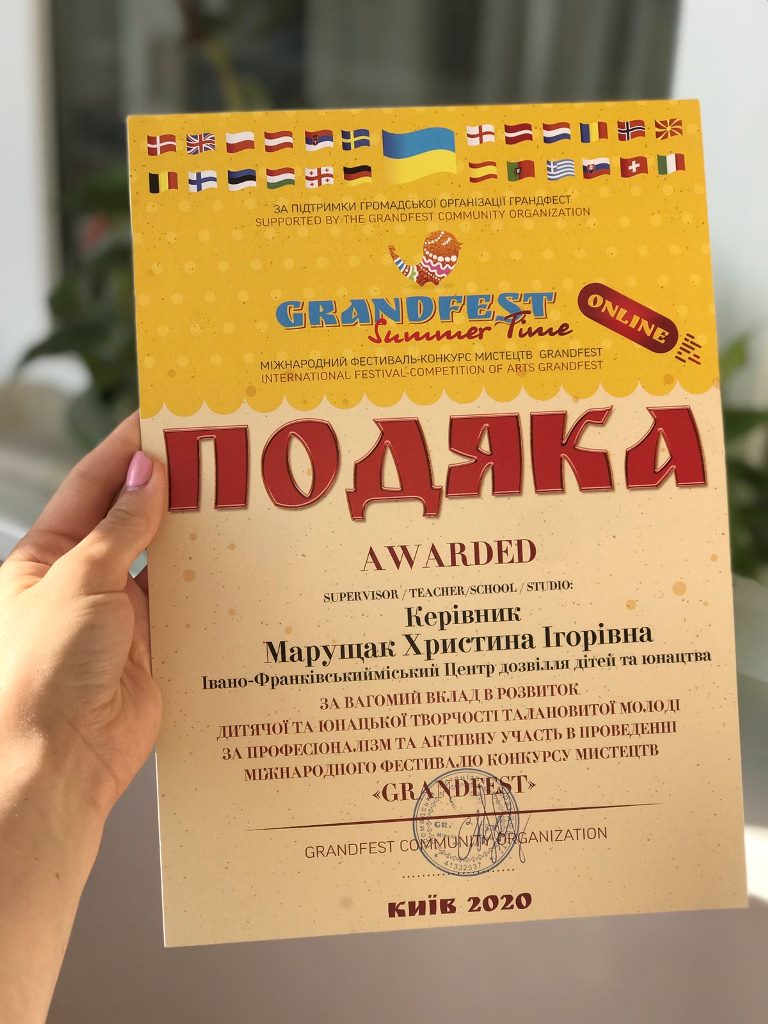 ЗА ПІДТРИМКИ ГРОМАДСЬКОЇ ОРГАНІЗАЦІЇ ГРАНДФЕСТ
SUPPORTED BY THE GRANDFEST COMMUNITY ORGANIZATION
GRANDFEST
Summer Time
ONLINE
МІЖНАРОДНИЙ ФЕСТИВАЛЬ-КОНКУРС МИСТЕЦТВ GRANDFEST
INTERNATIONAL FESTIVAL-COMPETITION OF ARTS GRANDFEST
ПОДЯКА
AWARDED
SUPERVISOR / TEACHER/SCHOOL / STUDIO:
Керівник
Марущак Христина Ігорівна
Івано-Франківськийміський Центр дозвілля дітей та юнацтва
ЗА ВАГОМИЙ ВКЛАД В РОЗВИТОК
ДИТЯЧОЇ ТА ЮНАЦЬКОЇ ТВОРЧОСТІ ТАЛАНОВИТОЇ МОЛОДІ
ЗА ПРОФЕСІОНАЛІЗМ ТА АКТИВНУ УЧАСТЬ В ПРОВЕДЕННІ
МІЖНАРОДНОГО ФЕСТИВАЛЮ КОНКУРСУ МИСТЕЦТВ
«GRANDFEST»
GRANDFEST COMMUNITY ORGANIZATION
41332537
КИЇВ 2020